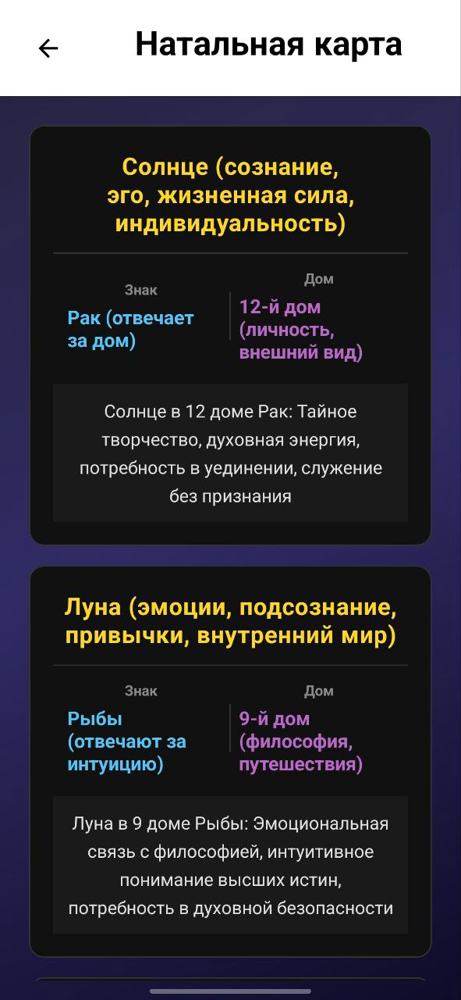 Натальная карта
Солнце (сознание,
эго, жизненная сила,
индивидуальность)
Знак
Рак (отвечает
за дом)
Дом
12-й дом
(личность,
внешний вид)
Солнце в 12 доме Рак: Тайное
творчество, духовная энергия,
потребность в уединении, служение
без признания
Луна (эмоции, подсознание,
привычки, внутренний мир)
Знак
Рыбы
(отвечают за
интуицию)
Дом
9-й дом
(философия,
путешествия)
Луна в 9 доме Рыбы: Эмоциональная
связь с философией, интуитивное
понимание высших истин,
потребность в духовной безопасности